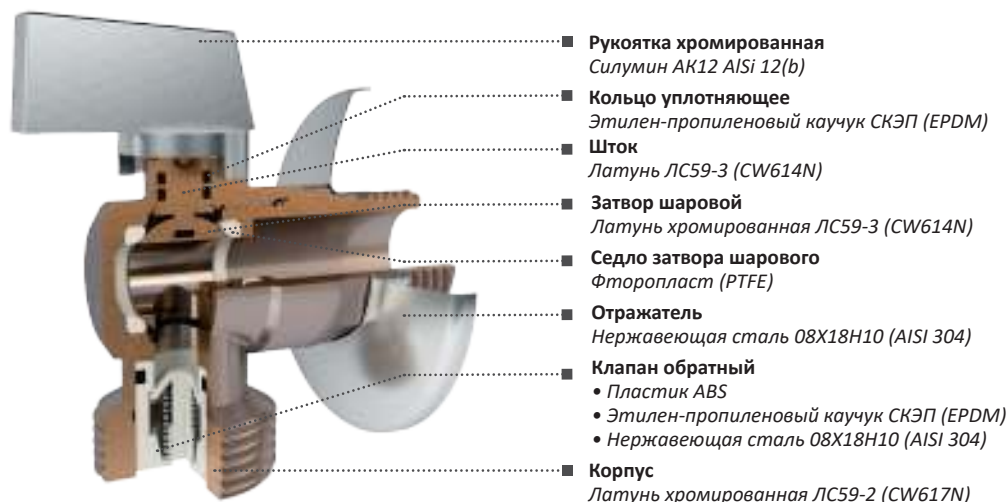 Рукоятка хромированная
Силумин АК12 AlSi 12(b)
Кольцо уплотняющее
Этилен-пропиленовый каучук СКЭП (EPDM)
Шток
Латунь ЛС59-3 (CW614N)
Затвор шаровой
Латунь хромированная ЛС59-3 (CW614N)
Седло затвора шарового
Фторопласт (PTFE)
Отражатель
Нержавеющая сталь 08Х18Н10 (AISI 304)
Клапан обратный
• Пластик ABS
• Этилен-пропиленовый каучук СКЭП (EPDM)
• Нержавеющая сталь 08Х18Н10 (AISI 304)
Корпус
Латунь хромированная ЛС59-2 (CW617N)